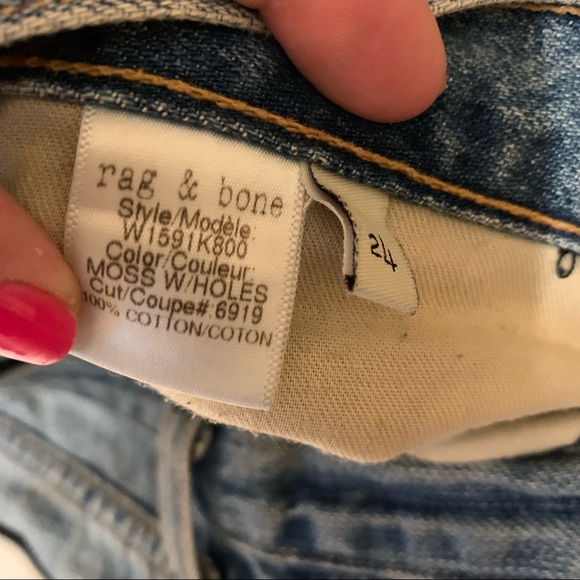 rag & bone
Style/Modèle:
W1591K800
Color/Couleur:
MOSS W/HOLES
Cut/Coupe#:6919
100% COTTON/COTON
24